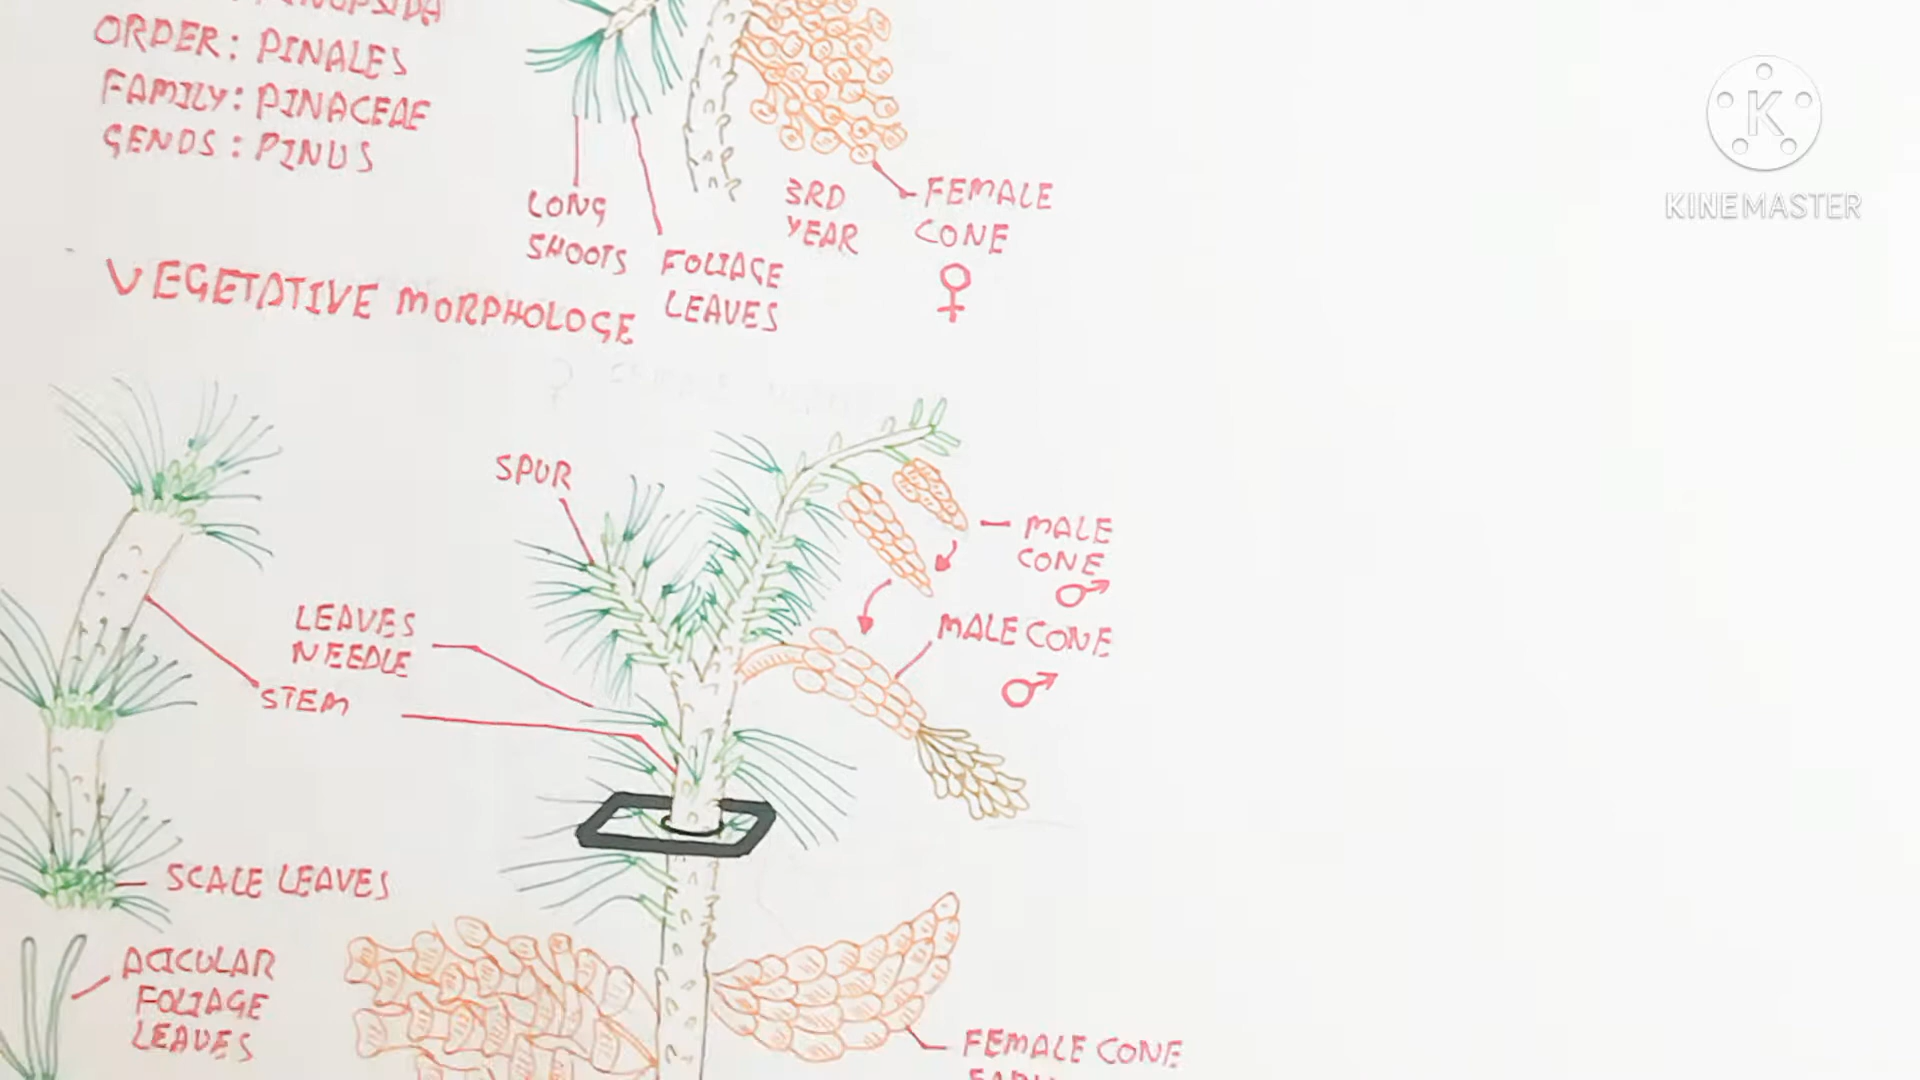 ORDER: PINALES
FAMILY: PINACEAE
GENDS: PINUS
LONG
SHOOTS
FOLIAGE
LEAVES
3RD
YEAR
FEMALE
CONE
♀
K
KINEMASTER
VEGETATIVE MORPHOLOGE
SPUR
MALE
CONE
♂
MALE CONE
♂
LEAVES
NEEDLE
STEM
SCALE LEAVES
ACICULAR
FOLIAGE
LEAVES
FEMALE CONE